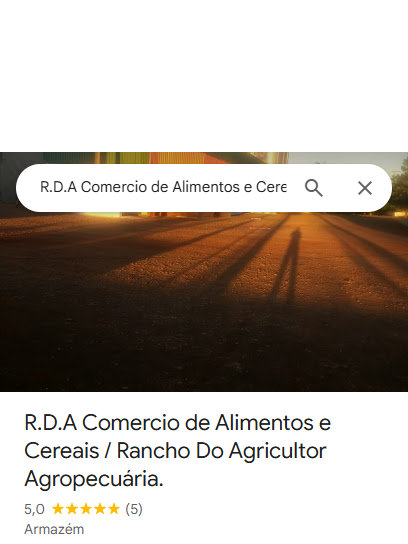 R.D.A Comercio de Alimentos e Cere
R.D.A Comercio de Alimentos e
Cereais / Rancho Do Agricultor
Agropecuária.
5,0 (5)
Armazém